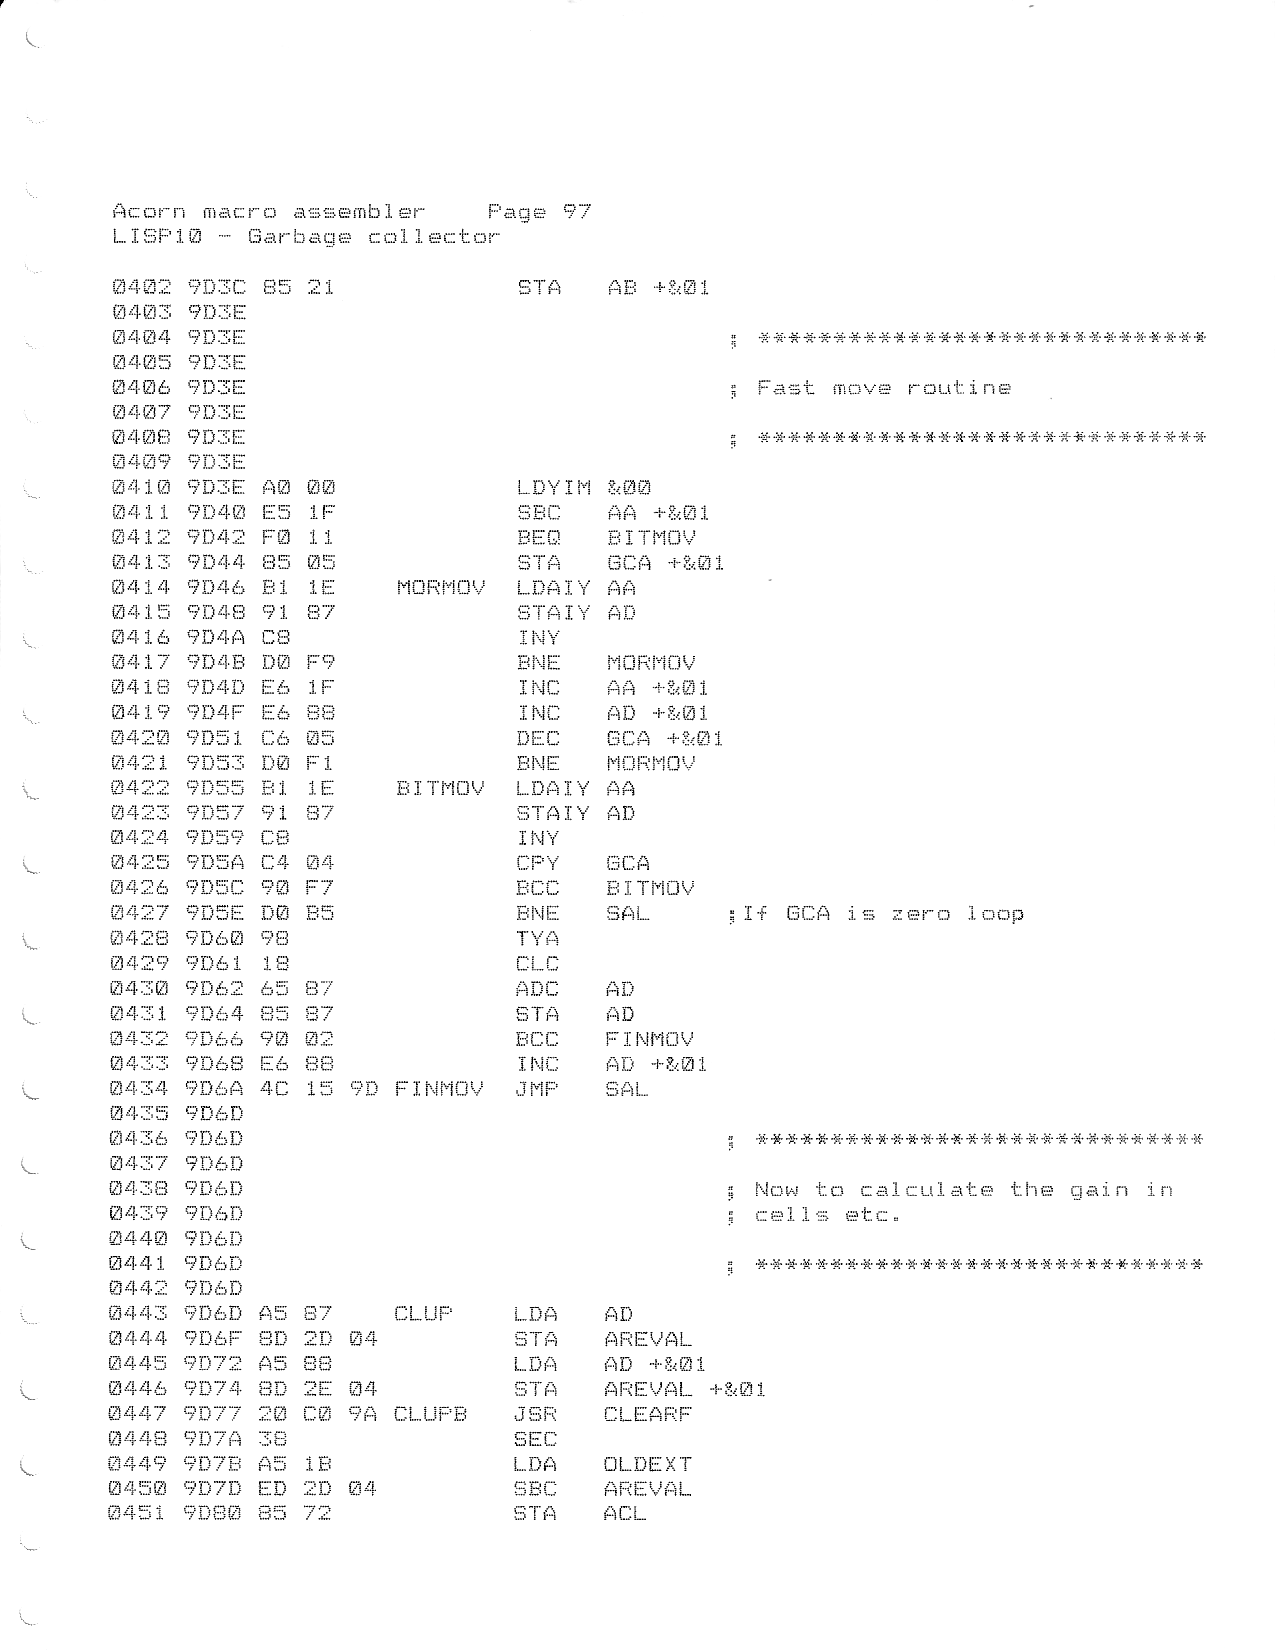 Acorn macro assembler    Page 97
LISP10 - Garbage collector
0402 9D3C 85 21            STA   AB +&01
0403 9D3E
0404 9D3E                                ; ******************************
0405 9D3E
0406 9D3E                                ; Fast move routine
0407 9D3E
0408 9D3E                                ; ******************************
0409 9D3E
0410 9D3E A0 00            LDYIM &00
0411 9D40 E5 1F            SBC   AA +&01
0412 9D42 F0 11            BEQ   BITMOV
0413 9D44 85 05            STA   GCA +&01
0414 9D46 B1 1E    MORMOV  LDAIY AA
0415 9D48 91 87            STAIY AD
0416 9D4A C8               INY
0417 9D4B D0 F9            BNE   MORMOV
0418 9D4D E6 1F            INC   AA +&01
0419 9D4F E6 88            INC   AD +&01
0420 9D51 C6 05            DEC   GCA +&01
0421 9D53 D0 F1            BNE   MORMOV
0422 9D55 B1 1E    BITMOV  LDAIY AA
0423 9D57 91 87            STAIY AD
0424 9D59 C8               INY
0425 9D5A C4 04            CPY   GCA
0426 9D5C 90 F7            BCC   BITMOV
0427 9D5E D0 B5            BNE   SAL     ;If GCA is zero loop
0428 9D60 98               TYA
0429 9D61 18               CLC
0430 9D62 65 87            ADC   AD
0431 9D64 85 87            STA   AD
0432 9D66 90 02            BCC   FINMOV
0433 9D68 E6 88            INC   AD +&01
0434 9D6A 4C 15 9D FINMOV  JMP   SAL
0435 9D6D
0436 9D6D                                ; ******************************
0437 9D6D
0438 9D6D                                ; Now to calculate the gain in
0439 9D6D                                ; cells etc.
0440 9D6D
0441 9D6D                                ; ******************************
0442 9D6D
0443 9D6D A5 87    CLUP    LDA   AD
0444 9D6F 8D 2D 04         STA   AREVAL
0445 9D72 A5 88            LDA   AD +&01
0446 9D74 8D 2E 04         STA   AREVAL +&01
0447 9D77 20 C0 9A CLUPB   JSR   CLEARF
0448 9D7A 38               SEC
0449 9D7B A5 1B            LDA   OLDEXT
0450 9D7D ED 2D 04         SBC   AREVAL
0451 9D80 85 72            STA   ACL